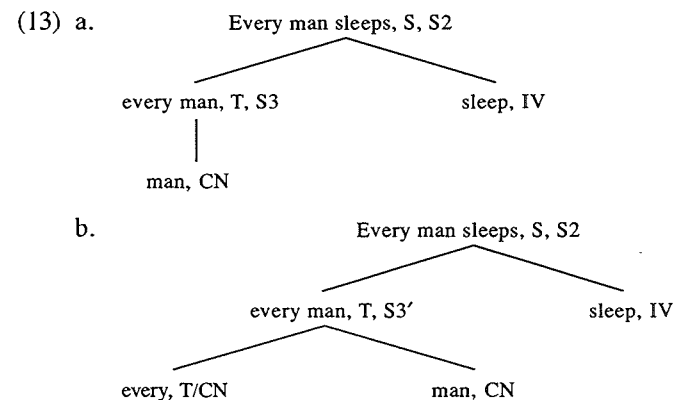 (13) a. Every man sleeps, S, S2
every man, T, S3 sleep, IV
man, CN
b. Every man sleeps, S, S2
every man, T, S3′ sleep, IV
every, T/CN man, CN